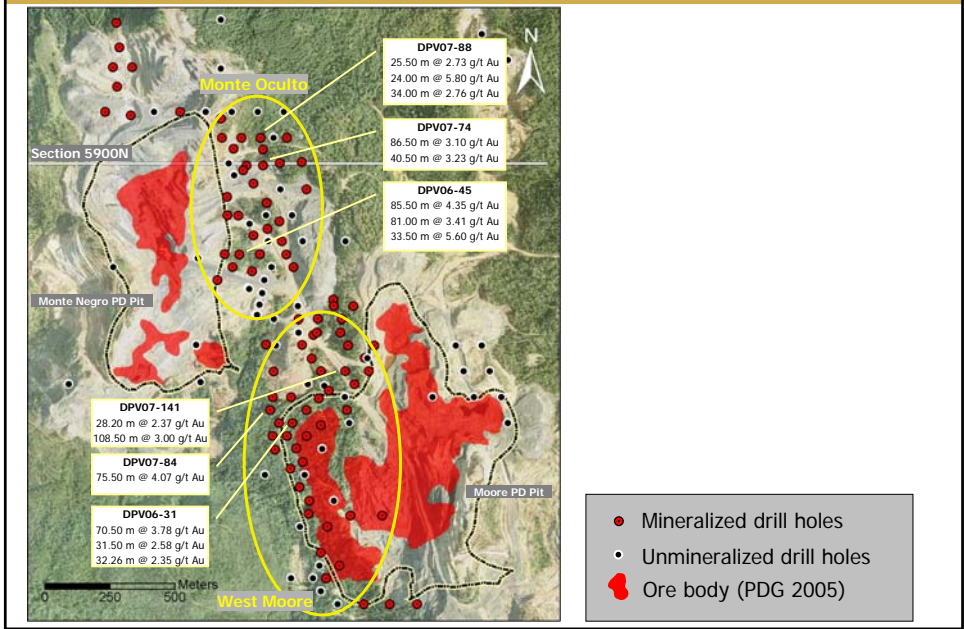 N
DPV07-88
25.50 m @ 2.73 g/t Au
24.00 m @ 5.80 g/t Au
34.00 m @ 2.76 g/t Au
Monte Oculto
DPV07-74
86.50 m @ 3.10 g/t Au
40.50 m @ 3.23 g/t Au
Section 5900N
DPV06-45
85.50 m @ 4.35 g/t Au
81.00 m @ 3.41 g/t Au
33.50 m @ 5.60 g/t Au
Monte Negro PD Pit
DPV07-141
28.20 m @ 2.37 g/t Au
108.50 m @ 3.00 g/t Au
DPV07-84
75.50 m @ 4.07 g/t Au
Moore PD Pit
DPV06-31
70.50 m @ 3.78 g/t Au
31.50 m @ 2.58 g/t Au
32.26 m @ 2.35 g/t Au
Meters
0 250 500
West Moore
Mineralized drill holes
Unmineralized drill holes
Ore body (PDG 2005)